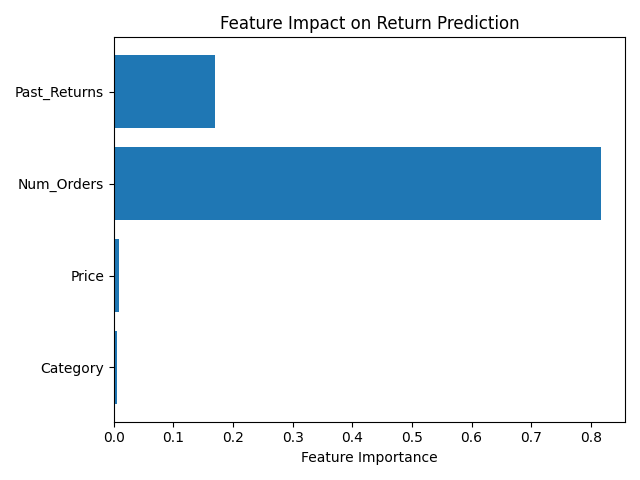 Feature Impact on Return Prediction
Past_Returns
Num_Orders
Price
Category
0.0 0.1 0.2 0.3 0.4 0.5 0.6 0.7 0.8
Feature Importance